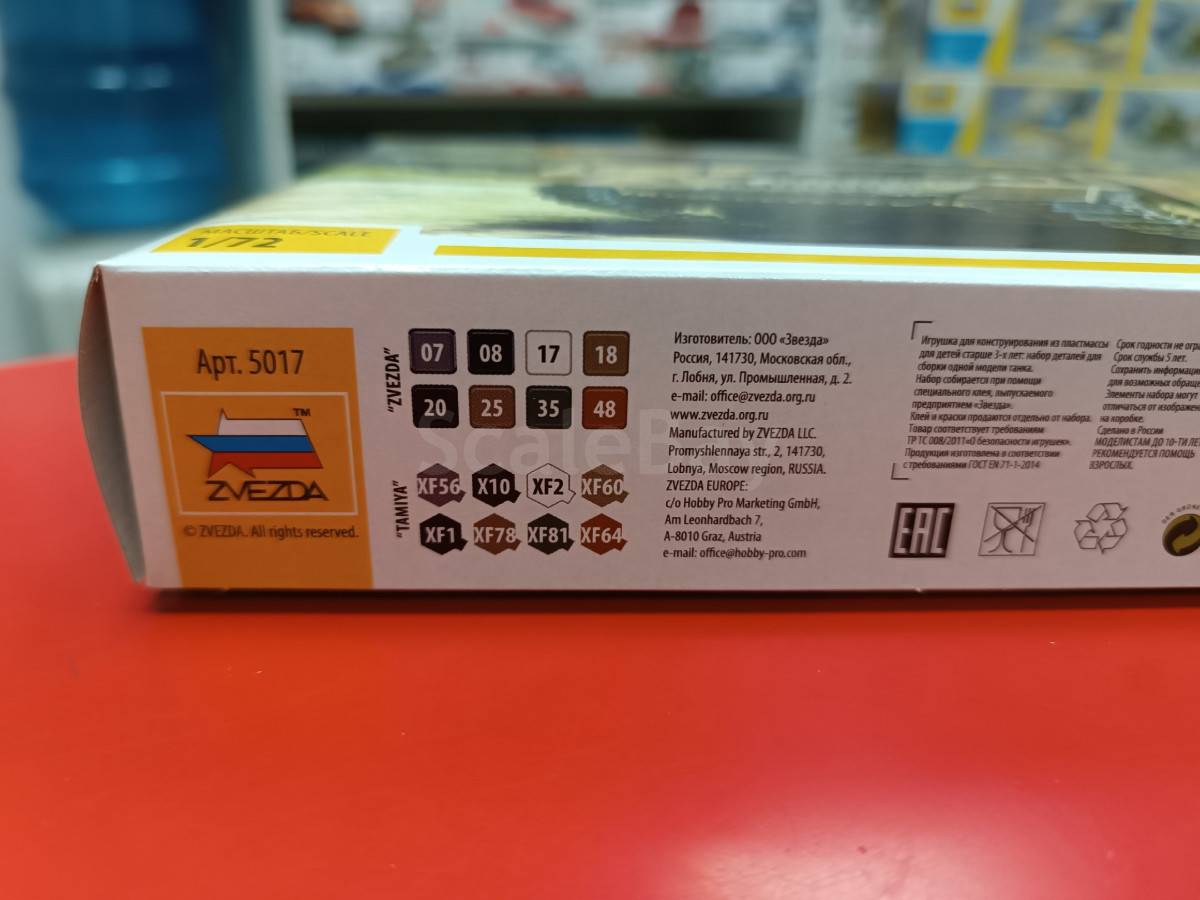 МАСШТАБ/SCALE
1/72
Арт. 5017
TM
ZVEZDA
© ZVEZDA. All rights reserved.
"ZVEZDA"
07 08 17 18
20 25 35 48
"TAMIYA"
XF56 X10 XF2 XF60
XF1 XF78 XF81 XF64
Изготовитель: ООО «Звезда»
Россия, 141730, Московская обл.,
г. Лобня, ул. Промышленная, д. 2.
e-mail: office@zvezda.org.ru
www.zvezda.org.ru
Manufactured by ZVEZDA LLC.
Promyshlennaya str., 2, 141730,
Lobnya, Moscow region, RUSSIA.
ZVEZDA EUROPE:
c/o Hobby Pro Marketing GmbH,
Am Leonhardbach 7,
A-8010 Graz, Austria
e-mail: office@hobby-pro.com
Игрушка для конструирования из пластмассы
для детей старше 3-х лет: набор деталей для
сборки одной модели танка.
Набор собирается при помощи
специального клея, выпускаемого
предприятием «Звезда».
Клей и краски продаются отдельно от набора.
Товар соответствует требованиям
ТР ТС 008/2011«О безопасности игрушек».
Продукция изготовлена в соответствии
с требованиями ГОСТ EN 71-1-2014
Срок годности не
Срок службы 5 лет.
Сохранить
для возможных
Элементы набора могут
отличаться от
на коробке.
Сделано в России
МОДЕЛИСТАМ ДО 10-ТИ
РЕКОМЕНДУЕТСЯ ПОМОЩЬ
ВЗРОСЛЫХ.
EAC